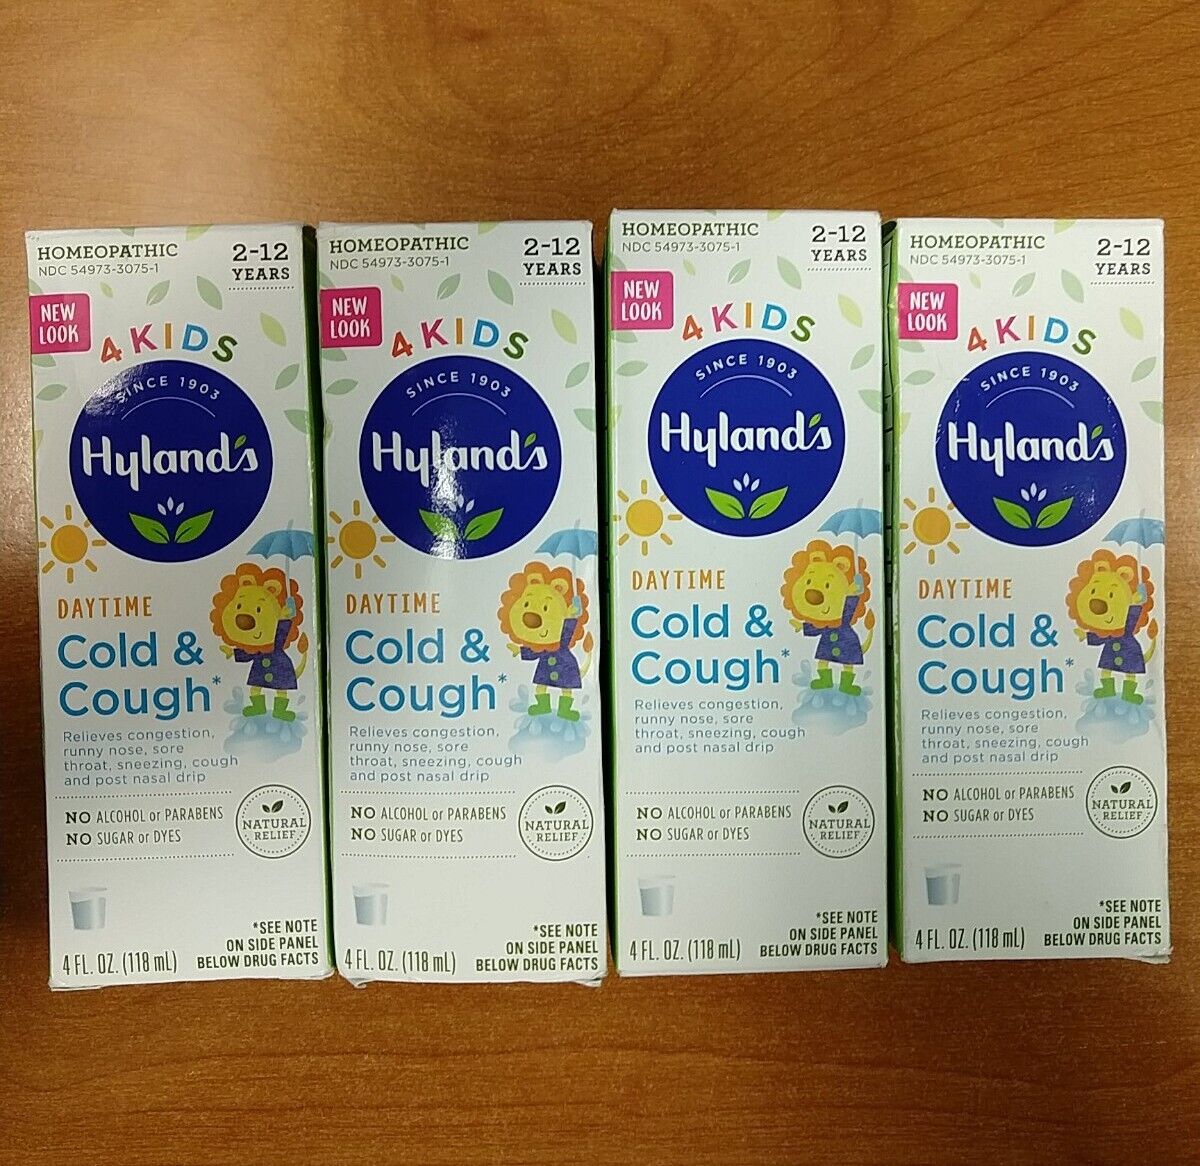 HOMEOPATHIC
NDC 54973-3075-1
2-12
YEARS
NEW
LOOK
4 KIDS
SINCE 1903
Hyland's
DAYTIME
Cold &
Cough*
Relieves congestion,
runny nose, sore
throat, sneezing, cough
and post nasal drip
NO ALCOHOL or PARABENS
NO SUGAR or DYES
NATURAL
RELIEF
4 FL. OZ. (118 mL)
*SEE NOTE
ON SIDE PANEL
BELOW DRUG FACTS
HOMEOPATHIC
NDC 54973-3075-1
2-12
YEARS
NEW
LOOK
4 KIDS
SINCE 1903
Hyland's
DAYTIME
Cold &
Cough*
Relieves congestion,
runny nose, sore
throat, sneezing, cough
and post nasal drip
NO ALCOHOL or PARABENS
NO SUGAR or DYES
NATURAL
RELIEF
4 FL. OZ. (118 mL)
*SEE NOTE
ON SIDE PANEL
BELOW DRUG FACTS
HOMEOPATHIC
NDC 54973-3075-1
2-12
YEARS
NEW
LOOK
4 KIDS
SINCE 1903
Hyland's
DAYTIME
Cold &
Cough*
Relieves congestion,
runny nose, sore
throat, sneezing, cough
and post nasal drip
NO ALCOHOL or PARABENS
NO SUGAR or DYES
NATURAL
RELIEF
4 FL. OZ. (118 mL)
*SEE NOTE
ON SIDE PANEL
BELOW DRUG FACTS
HOMEOPATHIC
NDC 54973-3075-1
2-12
YEARS
NEW
LOOK
4 KIDS
SINCE 1903
Hyland's
DAYTIME
Cold &
Cough*
Relieves congestion,
runny nose, sore
throat, sneezing, cough
and post nasal drip
NO ALCOHOL or PARABENS
NO SUGAR or DYES
NATURAL
RELIEF
4 FL. OZ. (118 mL)
*SEE NOTE
ON SIDE PANEL
BELOW DRUG FACTS